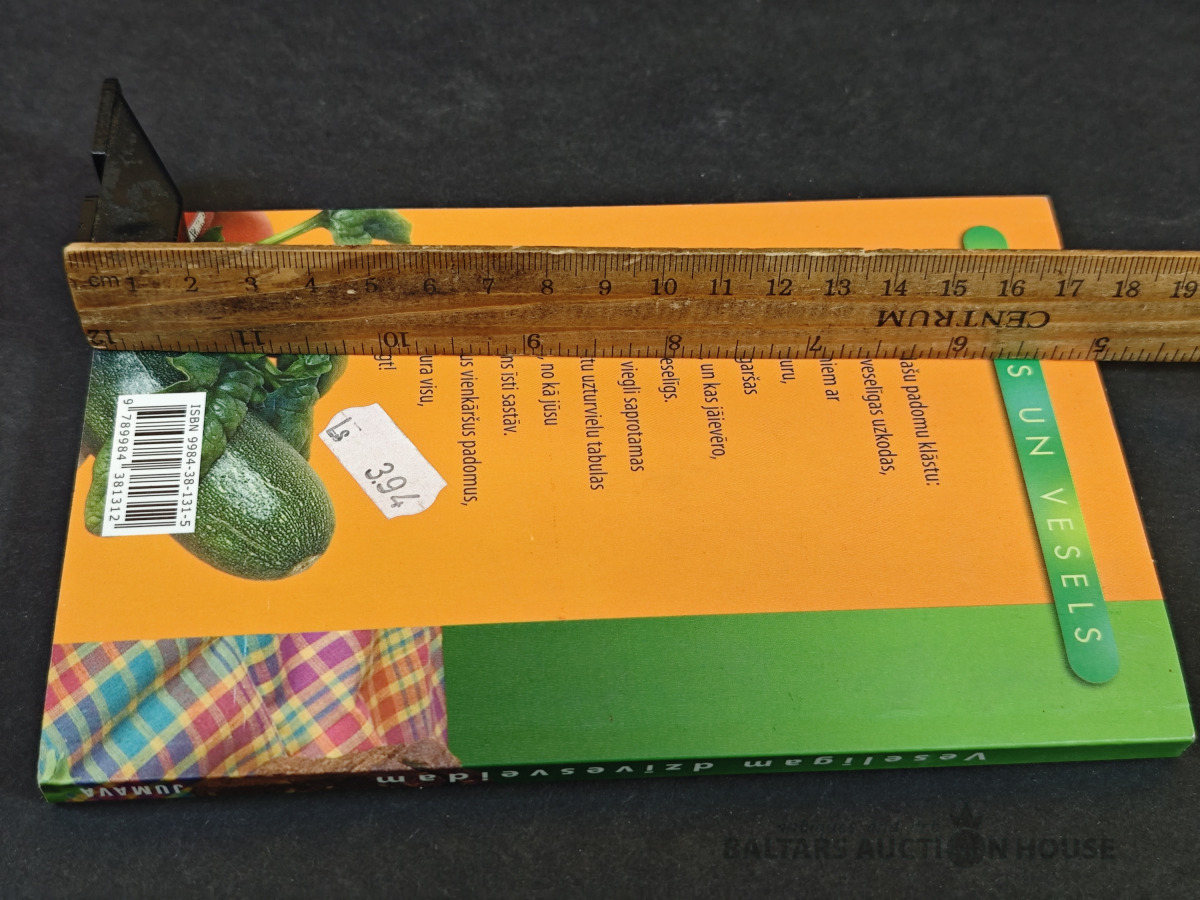 cm 1 2 3 4 5 6 7 8 9 10 11 12 13 14 15 16 17 18 19
CENTRUM
12 11 10 9 8 7 6 5
ašu padomu klāstu:
veselīgas uzkodas,
niem ar
uru,
garšas
un kas jāievēro,
eselīgs.
viegli saprotamas
tu uzturvielu tabulas
, no kā jūsu
ns īsti sastāv.
us vienkāršus padomus,
ura visu,
gt!
S UN VESELS
ISBN 9984-38-131-5
9 789984 381312
Ls 3.94
Veselīgam dzīvesveidam
JUMAVA
BALTARS AUCTION HOUSE